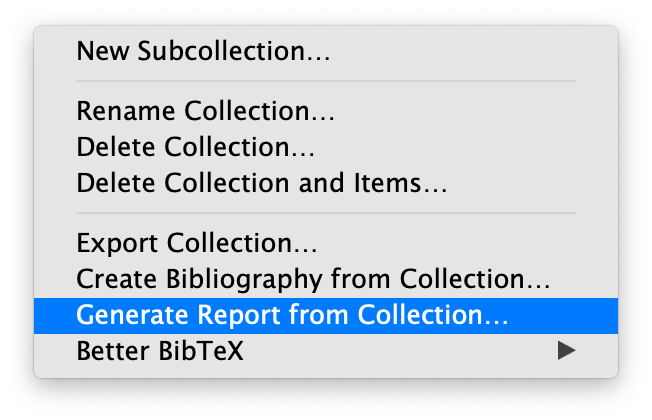 New Subcollection…
Rename Collection…
Delete Collection…
Delete Collection and Items…
Export Collection…
Create Bibliography from Collection…
Generate Report from Collection…
Better BibTeX